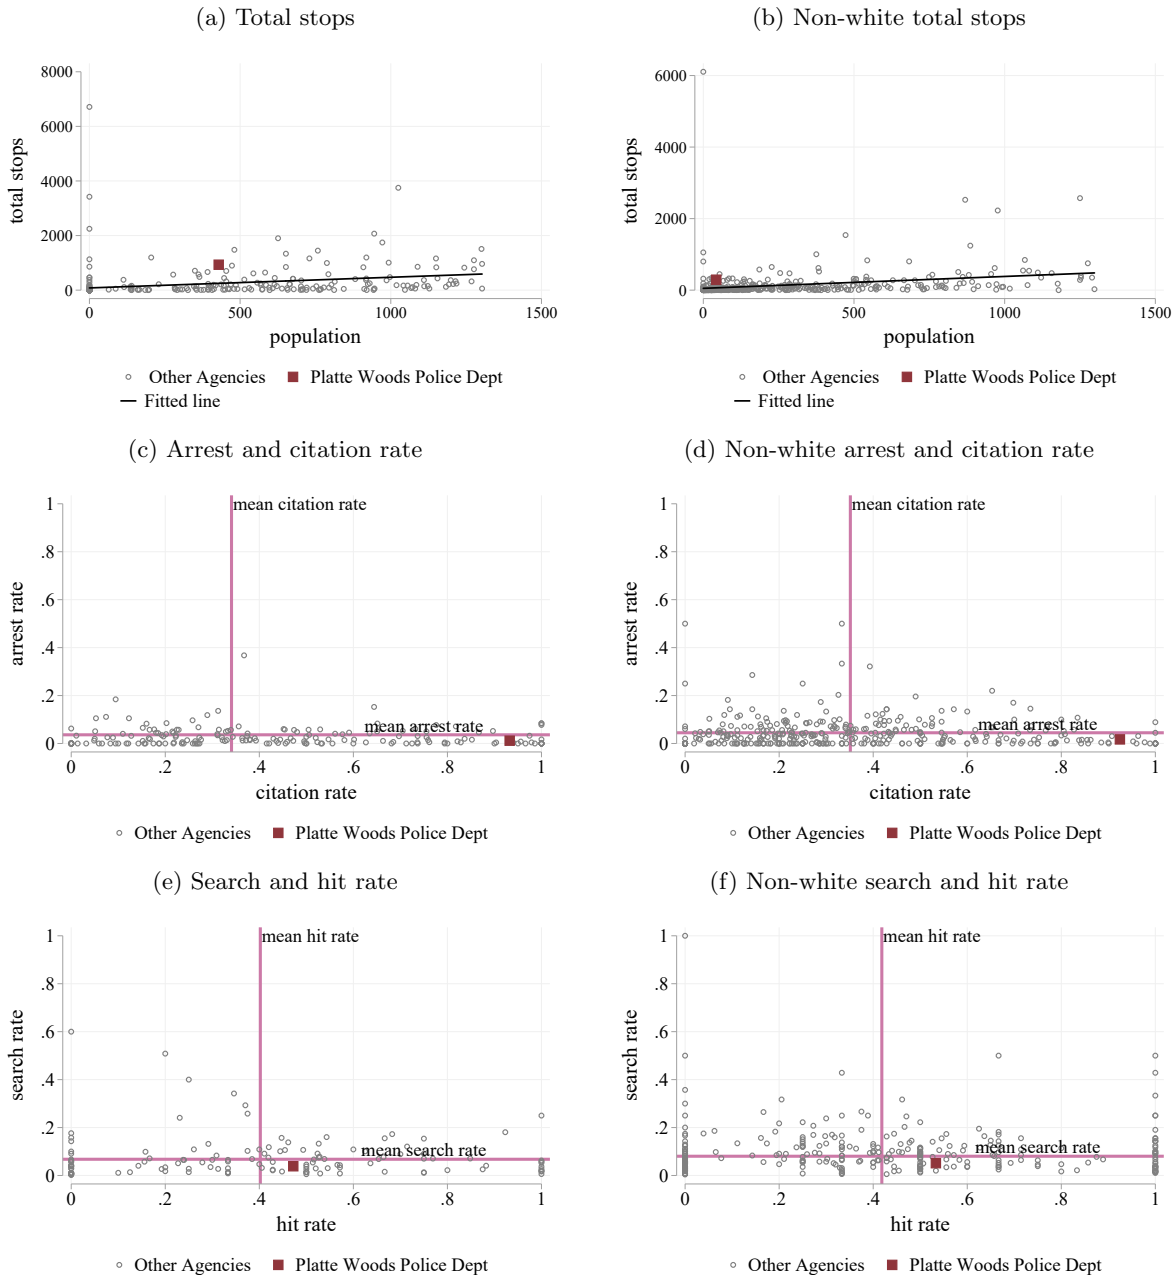 (a) Total stops
8000
6000
4000
2000
0
total stops
0 500 1000 1500
population
Other Agencies Platte Woods Police Dept
Fitted line
(b) Non-white total stops
6000
4000
2000
0
total stops
0 500 1000 1500
population
Other Agencies Platte Woods Police Dept
Fitted line
(c) Arrest and citation rate
mean citation rate
1
.8
.6
.4
.2
0
arrest rate
mean arrest rate
0 .2 .4 .6 .8 1
citation rate
Other Agencies Platte Woods Police Dept
(d) Non-white arrest and citation rate
mean citation rate
1
.8
.6
.4
.2
0
arrest rate
mean arrest rate
0 .2 .4 .6 .8 1
citation rate
Other Agencies Platte Woods Police Dept
(e) Search and hit rate
mean hit rate
1
.8
.6
.4
.2
0
search rate
mean search rate
0 .2 .4 .6 .8 1
hit rate
Other Agencies Platte Woods Police Dept
(f) Non-white search and hit rate
mean hit rate
1
.8
.6
.4
.2
0
search rate
mean search rate
0 .2 .4 .6 .8 1
hit rate
Other Agencies Platte Woods Police Dept